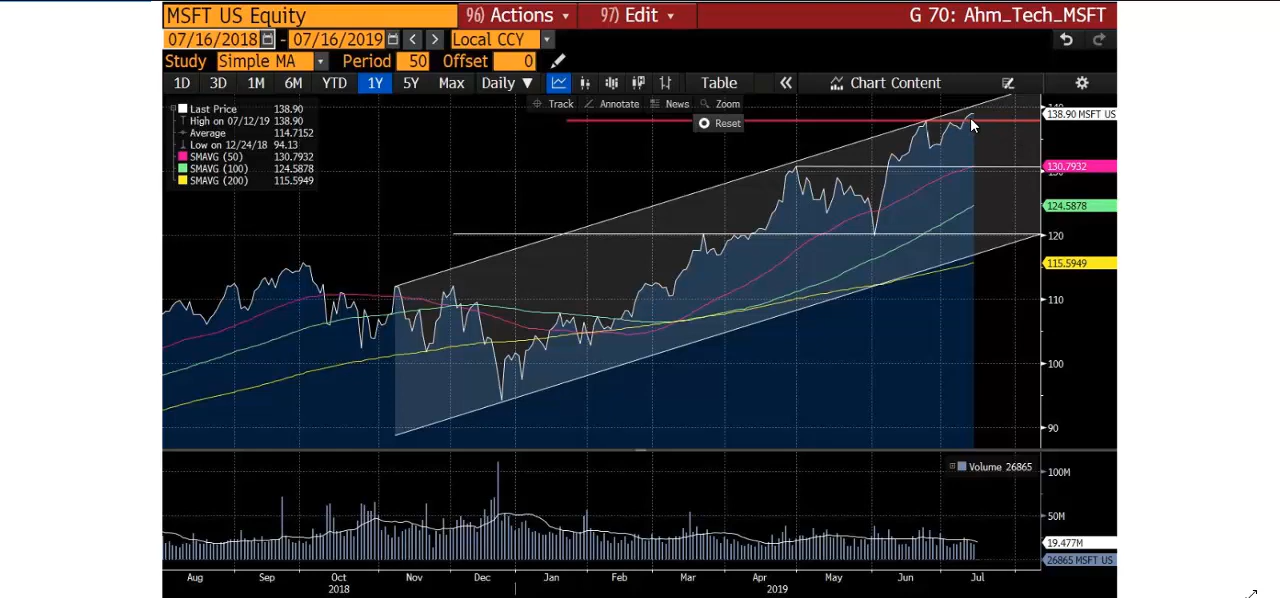 MSFT US Equity 96) Actions 97) Edit G 70: Ahm_Tech_MSFT
07/16/2018 - 07/16/2019 < > Local CCY
Study Simple MA Period 50 Offset 0
1D 3D 1M 6M YTD 1Y 5Y Max Daily ▼ Table « Chart Content
Track Annotate News Zoom
Reset
Last Price 138.90
High on 07/12/19 138.90
Average 114.7152
Low on 12/24/18 94.13
SMAVG (50) 130.7932
SMAVG (100) 124.5878
SMAVG (200) 115.5949
140
138.90 MSFT US
130.7932
130
124.5878
120
115.5949
110
100
90
Volume 26865
100M
50M
19.477M
26865 MSFT US
Aug Sep Oct Nov Dec Jan Feb Mar Apr May Jun Jul
2018 2019